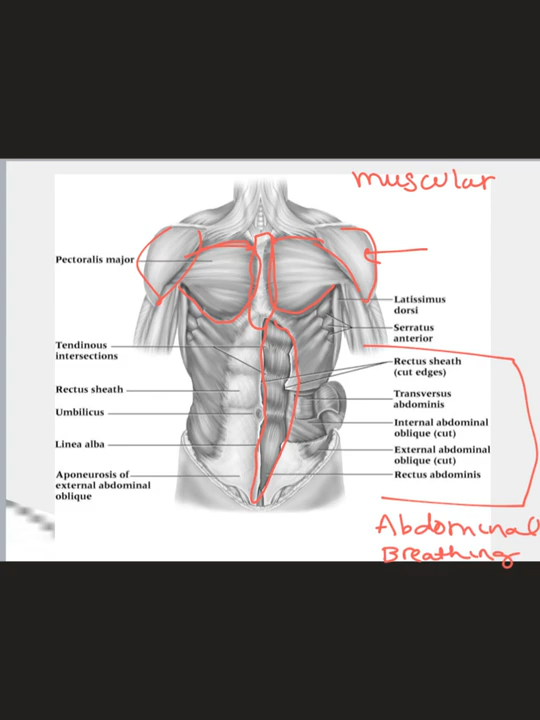 muscular
Pectoralis major
Latissimus
dorsi
Serratus
anterior
Tendinous
intersections
Rectus sheath
(cut edges)
Rectus sheath
Transversus
abdominis
Umbilicus
Internal abdominal
oblique (cut)
Linea alba
External abdominal
oblique (cut)
Aponeurosis of
external abdominal
oblique
Rectus abdominis
Abdominal
Breathing